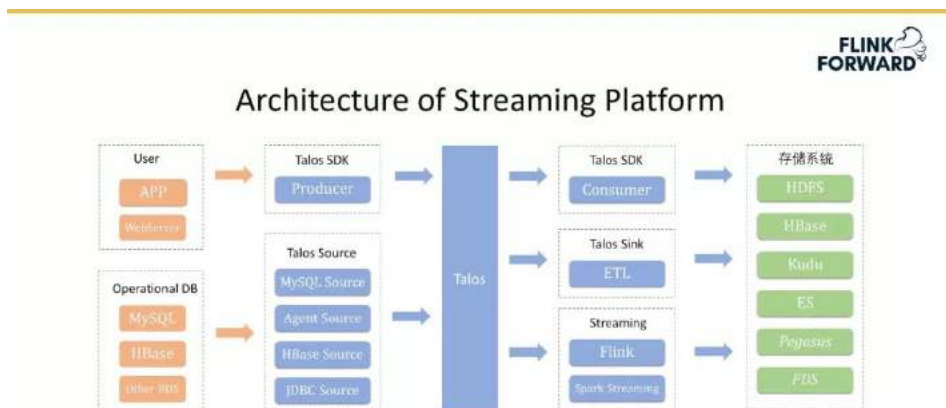 FLINK
FORWARD
Architecture of Streaming Platform
User
APP
WebServer
Operational DB
MySQL
HBase
Other RDS
Talos SDK
Producer
Talos Source
MySQL Source
Agent Source
HBase Source
JDBC Source
Talos
Talos SDK
Consumer
Talos Sink
ETL
Streaming
Flink
Spark Streaming
存储系统
HDFS
HBase
Kudu
ES
Pegasus
FDS